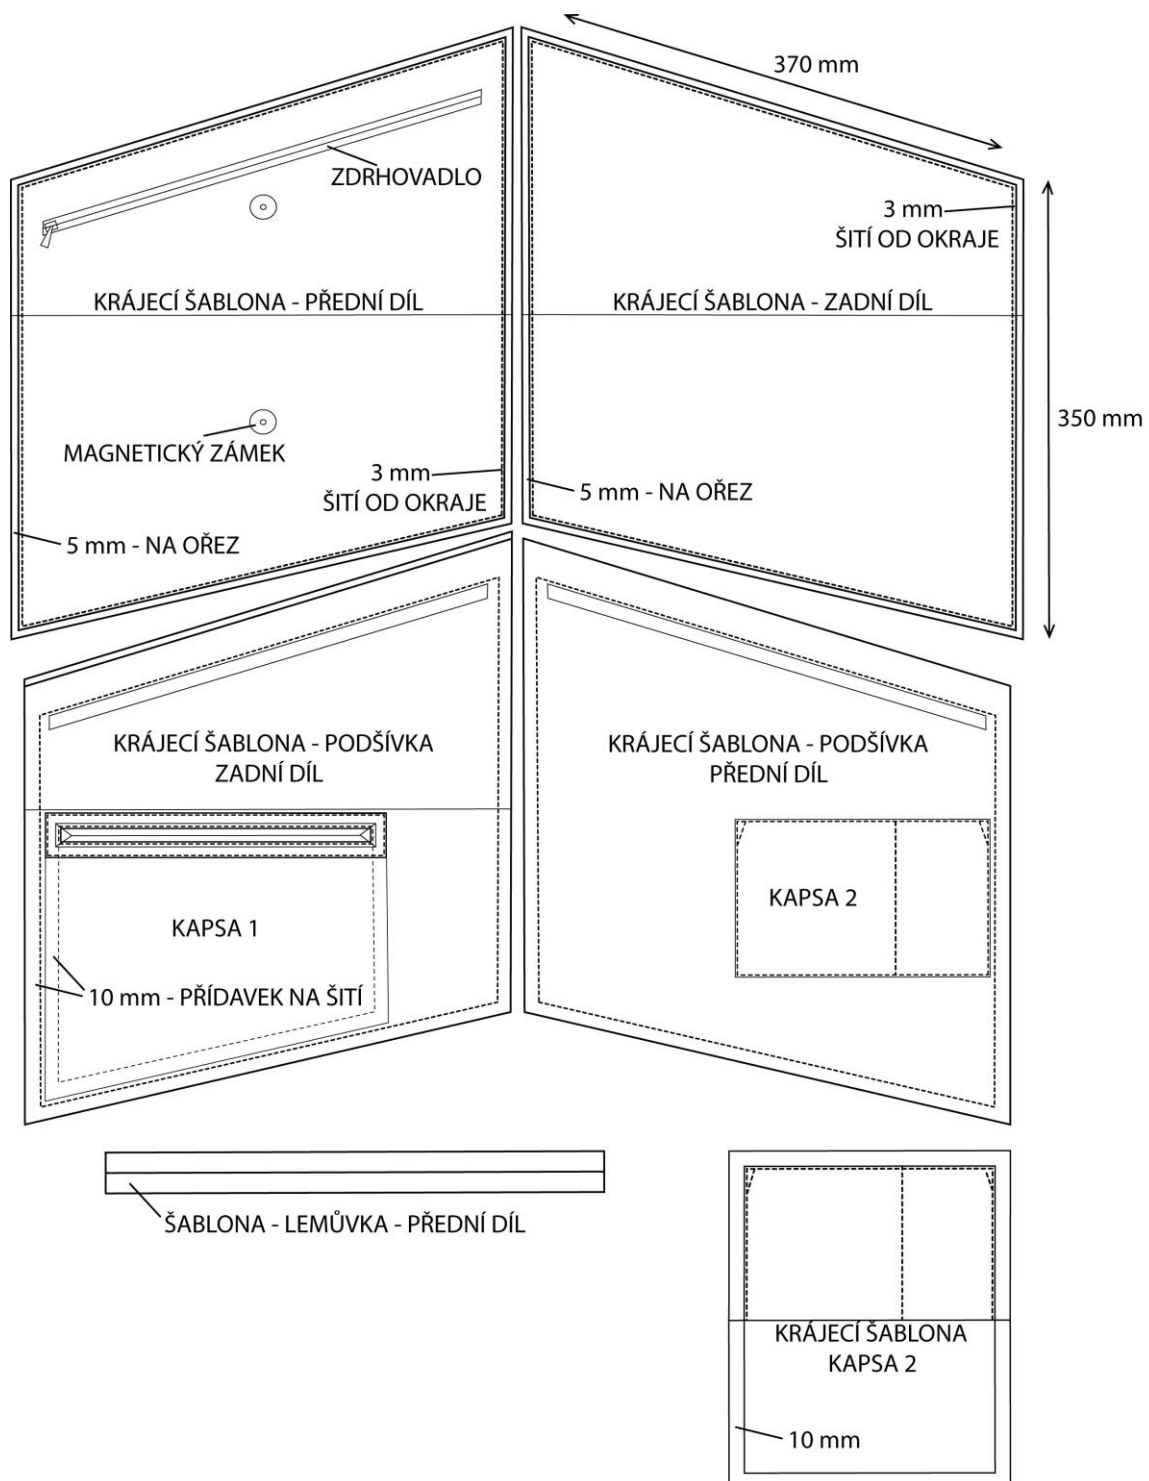 370 mm
ZDRHOVADLO
3 mm
ŠITÍ OD OKRAJE
KRÁJECÍ ŠABLONA - PŘEDNÍ DÍL
KRÁJECÍ ŠABLONA - ZADNÍ DÍL
350 mm
MAGNETICKÝ ZÁMEK
3 mm
ŠITÍ OD OKRAJE
5 mm - NA OŘEZ
5 mm - NA OŘEZ
KRÁJECÍ ŠABLONA - PODŠÍVKA
ZADNÍ DÍL
KRÁJECÍ ŠABLONA - PODŠÍVKA
PŘEDNÍ DÍL
KAPSA 1
KAPSA 2
10 mm - PŘÍDAVEK NA ŠITÍ
ŠABLONA - LEMŮVKA - PŘEDNÍ DÍL
KRÁJECÍ ŠABLONA
KAPSA 2
10 mm